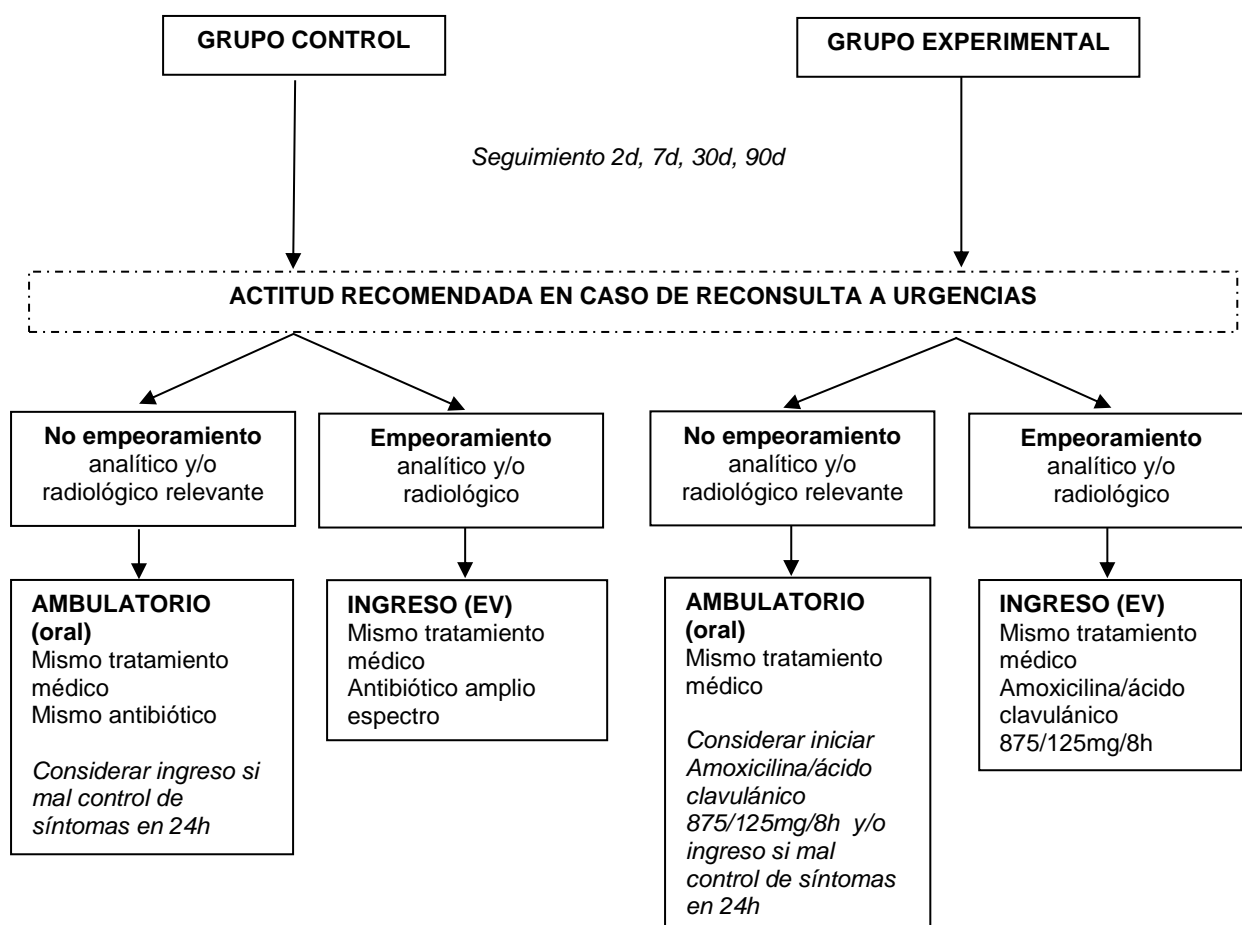 GRUPO CONTROL
GRUPO EXPERIMENTAL
Seguimiento 2d, 7d, 30d, 90d
ACTITUD RECOMENDADA EN CASO DE RECONSULTA A URGENCIAS
No empeoramiento
analítico y/o
radiológico relevante
Empeoramiento
analítico y/o
radiológico
No empeoramiento
analítico y/o
radiológico relevante
Empeoramiento
analítico y/o
radiológico
AMBULATORIO
(oral)
Mismo tratamiento
médico
Mismo antibiótico
Considerar ingreso si
mal control de
síntomas en 24h
INGRESO (EV)
Mismo tratamiento
médico
Antibiótico amplio
espectro
AMBULATORIO
(oral)
Mismo tratamiento
médico
Considerar iniciar
Amoxicilina/ácido
clavulánico
875/125mg/8h y/o
ingreso si mal
control de síntomas
en 24h
INGRESO (EV)
Mismo tratamiento
médico
Amoxicilina/ácido
clavulánico
875/125mg/8h